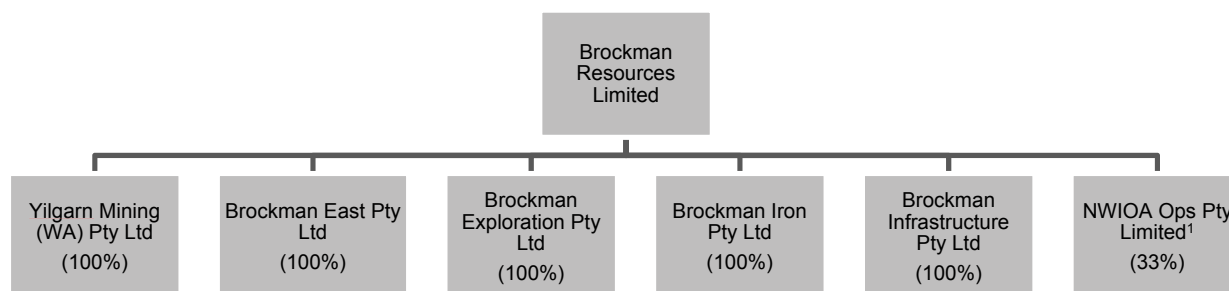 Brockman
Resources
Limited
Yilgarn Mining
(WA) Pty Ltd
(100%)
Brockman East Pty
Ltd
(100%)
Brockman
Exploration Pty
Ltd
(100%)
Brockman Iron
Pty Ltd
(100%)
Brockman
Infrastructure
Pty Ltd
(100%)
NWIOA Ops Pty
Limited¹
(33%)